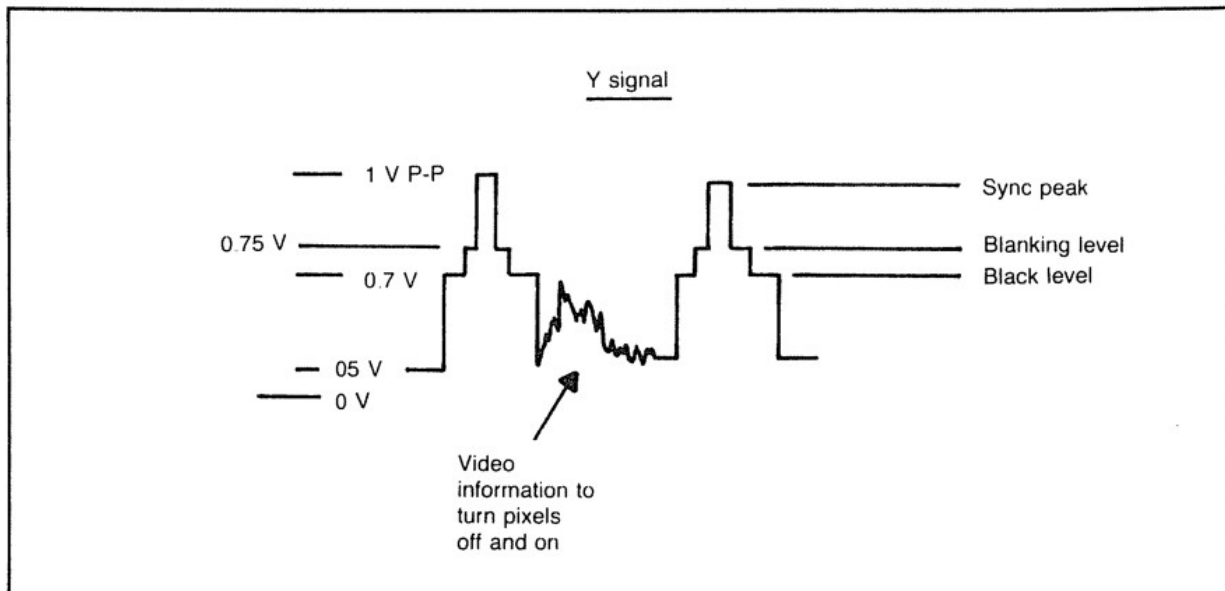 Y signal
1 V P-P
Sync peak
0.75 V
Blanking level
0.7 V
Black level
05 V
0 V
Video
information to
turn pixels
off and on